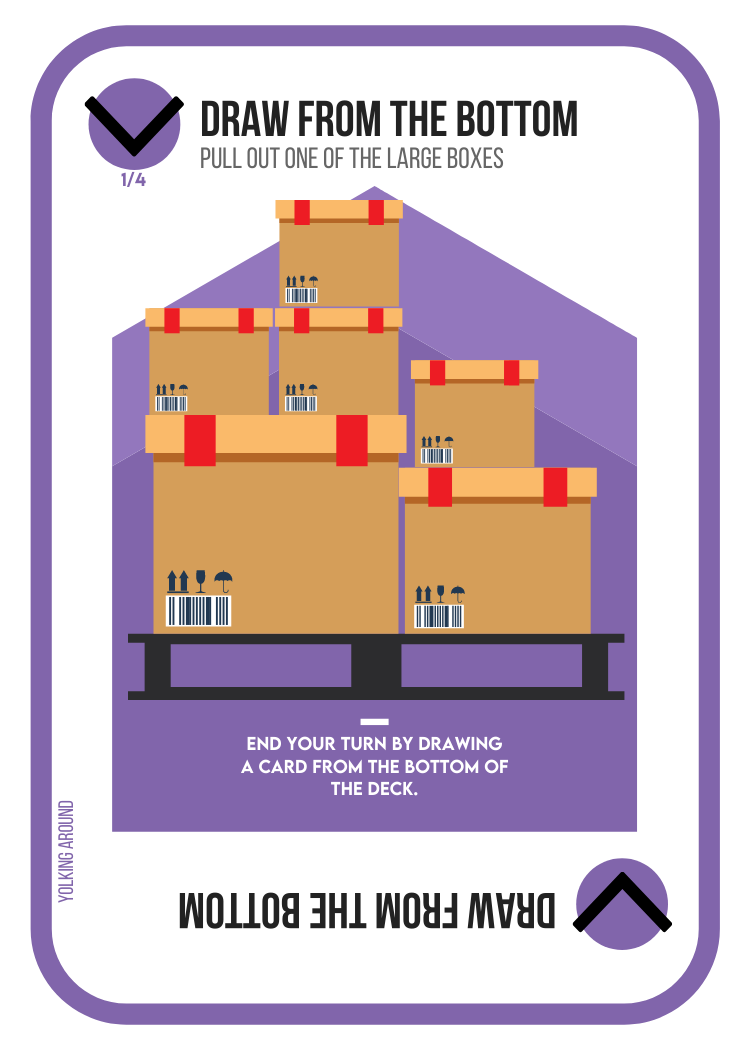 DRAW FROM THE BOTTOM
PULL OUT ONE OF THE LARGE BOXES
1/4
END YOUR TURN BY DRAWING
A CARD FROM THE BOTTOM OF
THE DECK.
YOLKING AROUND
DRAW FROM THE BOTTOM